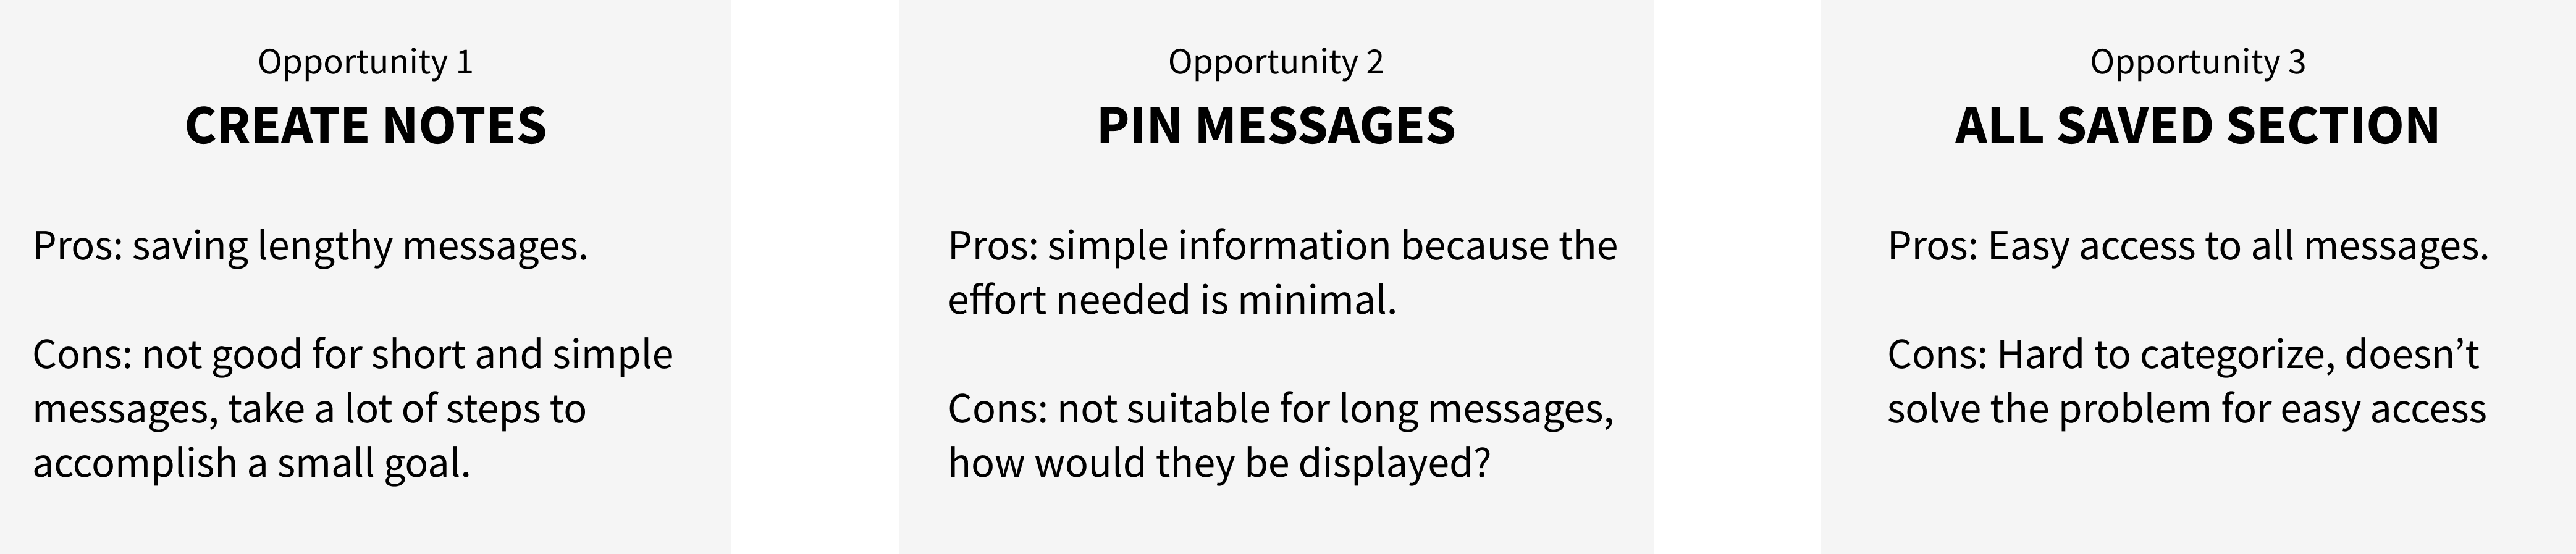 Opportunity 1
CREATE NOTES
Pros: saving lengthy messages.
Cons: not good for short and simple
messages, take a lot of steps to
accomplish a small goal.
Opportunity 2
PIN MESSAGES
Pros: simple information because the
effort needed is minimal.
Cons: not suitable for long messages,
how would they be displayed?
Opportunity 3
ALL SAVED SECTION
Pros: Easy access to all messages.
Cons: Hard to categorize, doesn’t
solve the problem for easy access